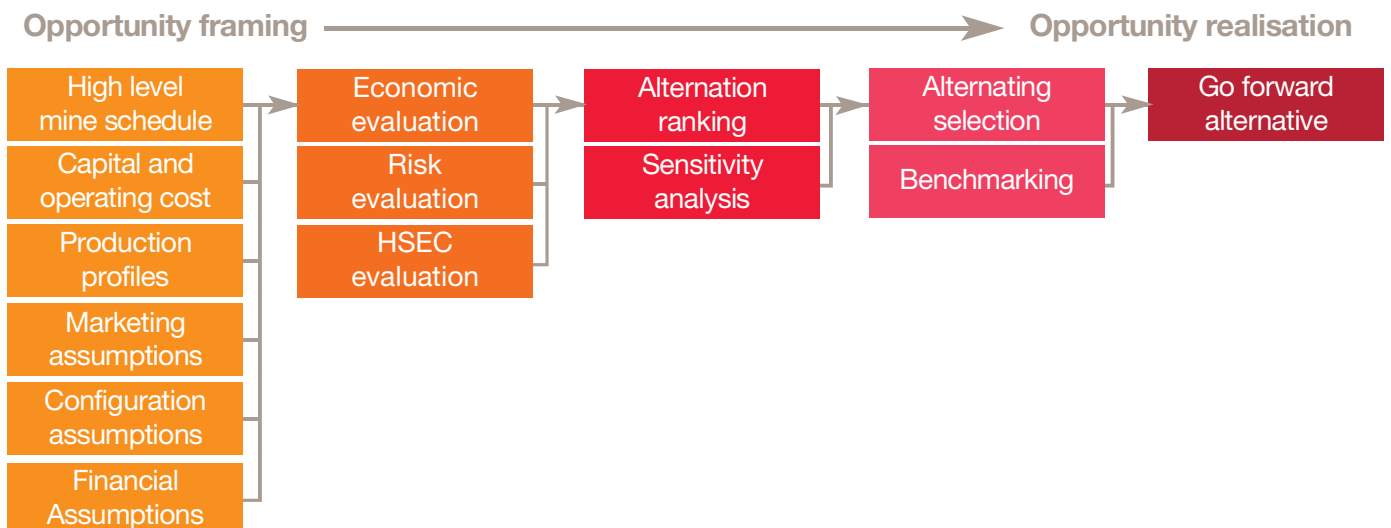 Opportunity framing
Opportunity realisation
High level
mine schedule
Capital and
operating cost
Production
profiles
Marketing
assumptions
Configuration
assumptions
Financial
Assumptions
Economic
evaluation
Risk
evaluation
HSEC
evaluation
Alternation
ranking
Sensitivity
analysis
Alternating
selection
Benchmarking
Go forward
alternative